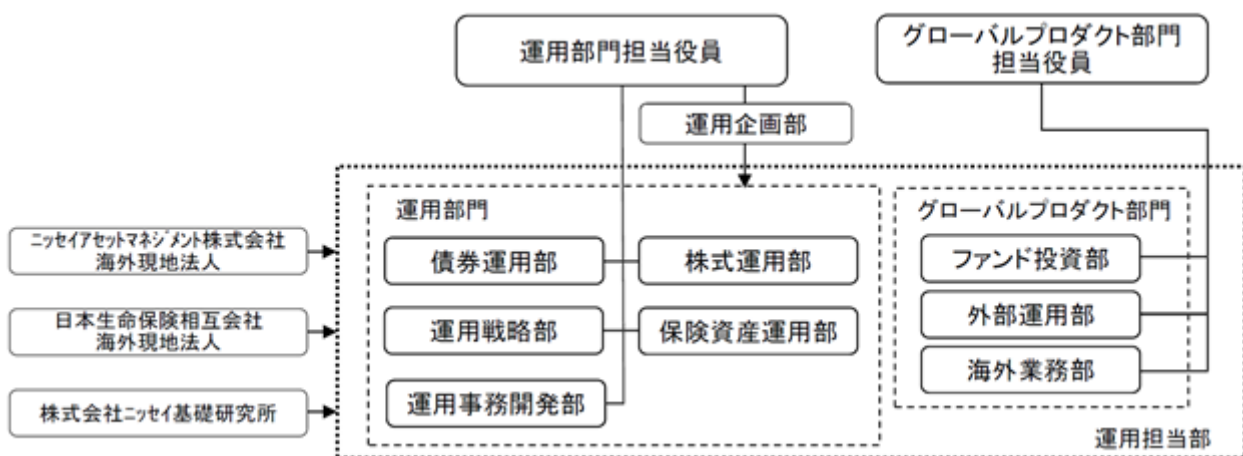 運用部門担当役員
グローバルプロダクト部門
担当役員
運用企画部
運用部門
グローバルプロダクト部門
ニッセイアセットマネジメント株式会社
海外現地法人
債券運用部
株式運用部
ファンド投資部
日本生命保険相互会社
海外現地法人
運用戦略部
保険資産運用部
外部運用部
海外業務部
株式会社ニッセイ基礎研究所
運用事務開発部
運用担当部